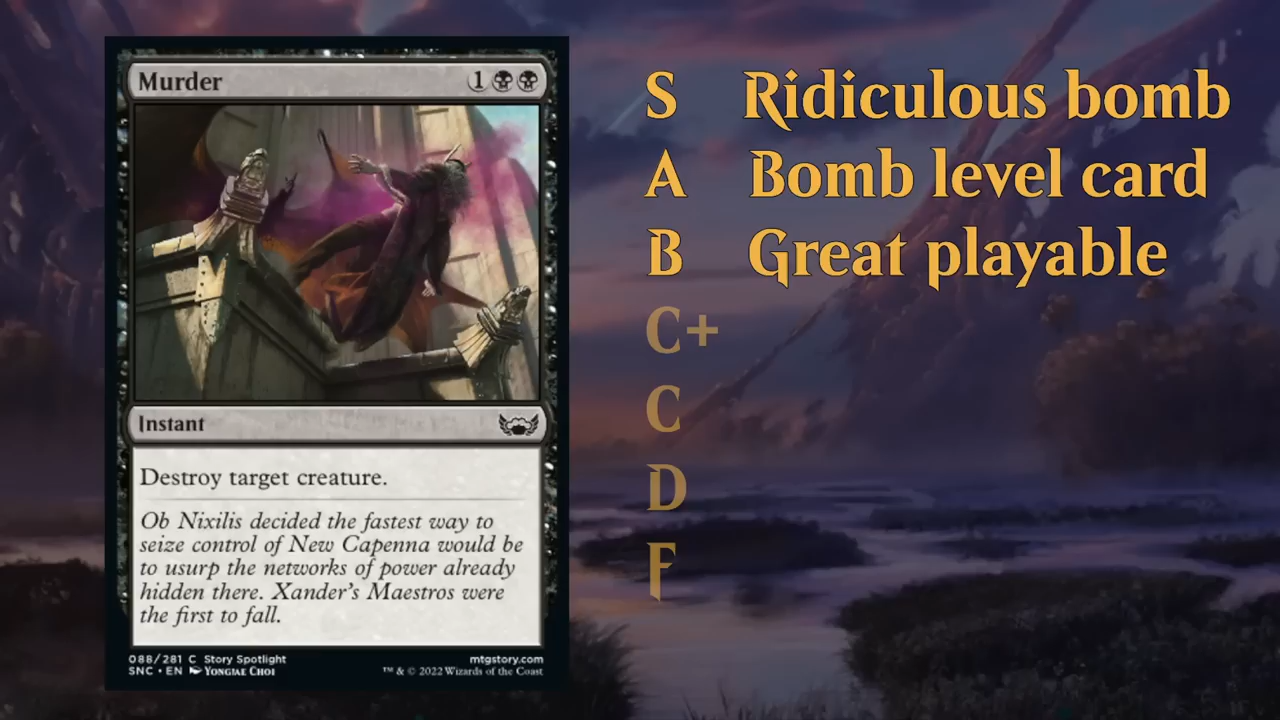 Murder 1
Instant
Destroy target creature.
Ob Nixilis decided the fastest way to
seize control of New Capenna would be
to usurp the networks of power already
hidden there. Xander's Maestros were
the first to fall.
088/281 C Story Spotlight
SNC • EN Yongjae Choi
mtgstory.com
™ & © 2022 Wizards of the Coast
S Ridiculous bomb
A Bomb level card
B Great playable
C+
C
D
F